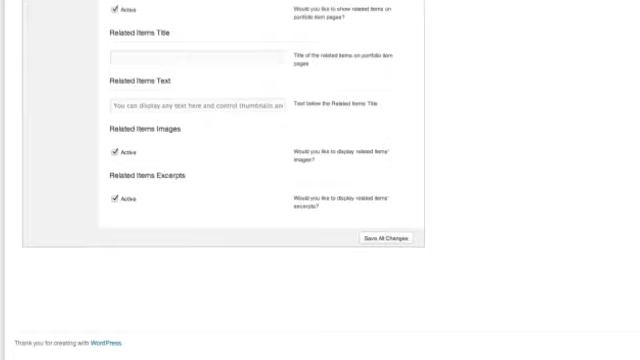 Active
Would you like to show related items on
portfolio item pages?
Related Items Title
Title of the related items on portfolio item
pages
Related Items Text
You can display any text here and control thumbnails an
Text below the Related Items Title
Related Items Images
Active
Would you like to display related items'
images?
Related Items Excerpts
Active
Would you like to display related items'
excerpts?
Save All Changes
Thank you for creating with WordPress.